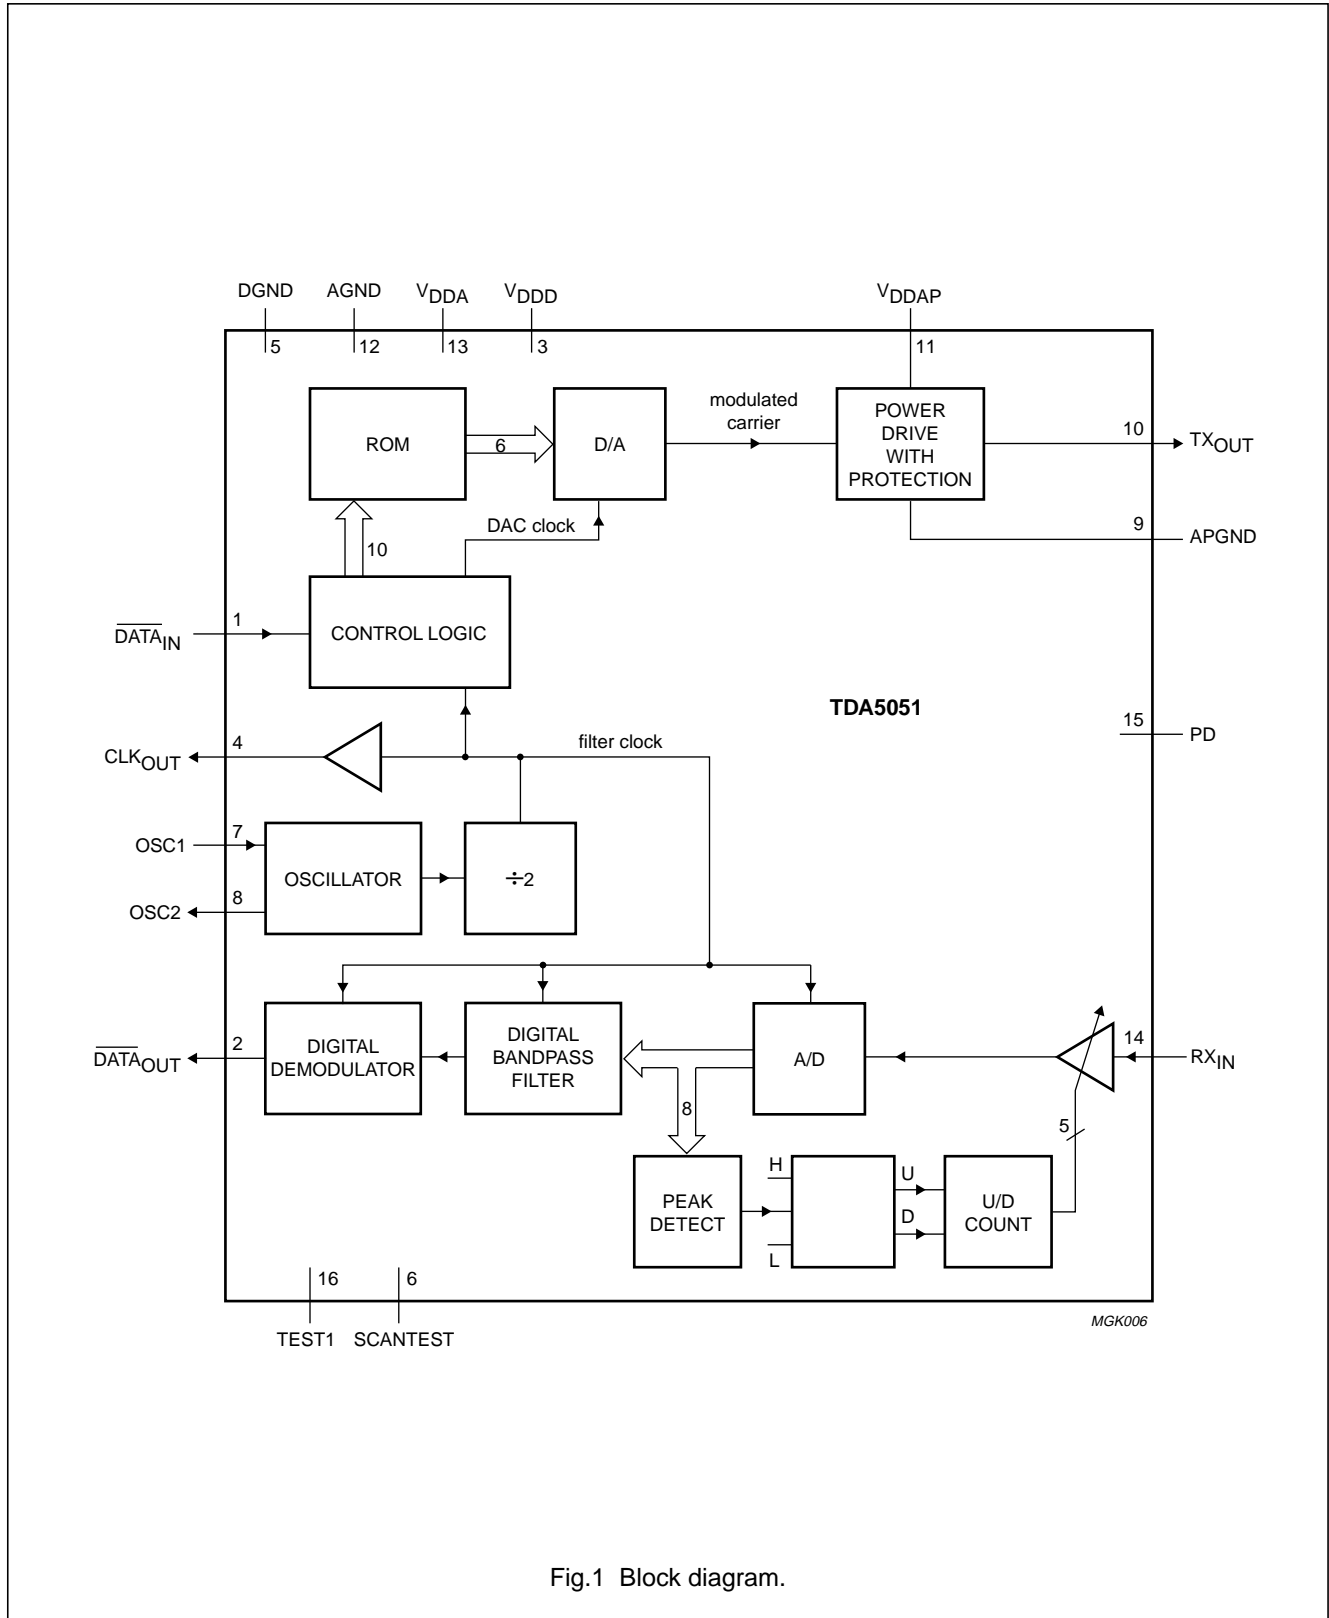 DGND AGND VDDA VDDD VDDAP
5 12 13 3 11
ROM
6
D/A
modulated
carrier
POWER
DRIVE
WITH
PROTECTION
10 TXOUT
9 APGND
DAC clock
10
1
DATAIN
CONTROL LOGIC
TDA5051
15 PD
4
CLKOUT
filter clock
7
OSC1
OSCILLATOR
÷2
8
OSC2
2
DATAOUT
DIGITAL
DEMODULATOR
DIGITAL
BANDPASS
FILTER
A/D
14
RXIN
8
5
PEAK
DETECT
H
L
U
D
U/D
COUNT
16 6
TEST1 SCANTEST
MGK006
Fig.1 Block diagram.